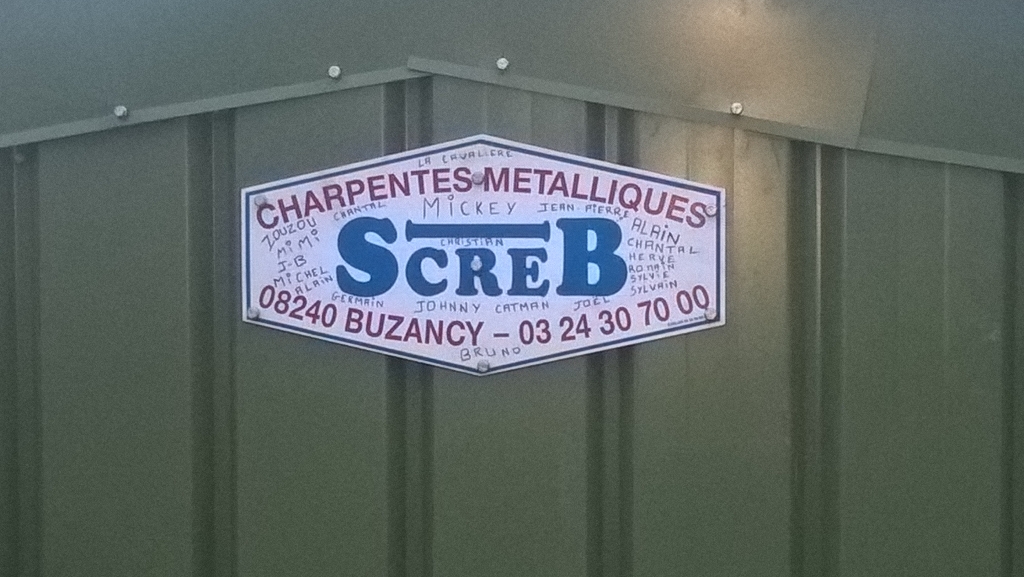 LA CAVALIERE
CHARPENTES METALLIQUES
CHANTAL
MICKEY
JEAN-PIERRE
ZOUZOU
MIMI
J-B
MICHEL
ALAIN
CHRISTIAN
SCREB
ALAIN
CHANTAL
HERVE
ROMAIN
SYLVIE
SYLVAIN
GERMAIN
JOHNNY CATMAN
JOEL
08240 BUZANCY – 03 24 30 70 00
BRUNO